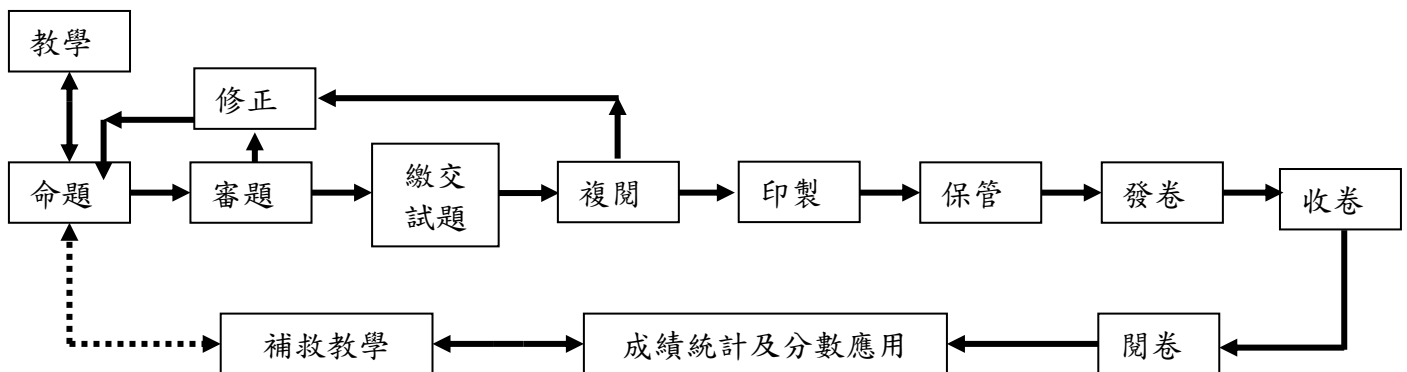 教學
修正
命題
審題
繳交
試題
複閱
印製
保管
發卷
收卷
補救教學
成績統計及分數應用
閱卷